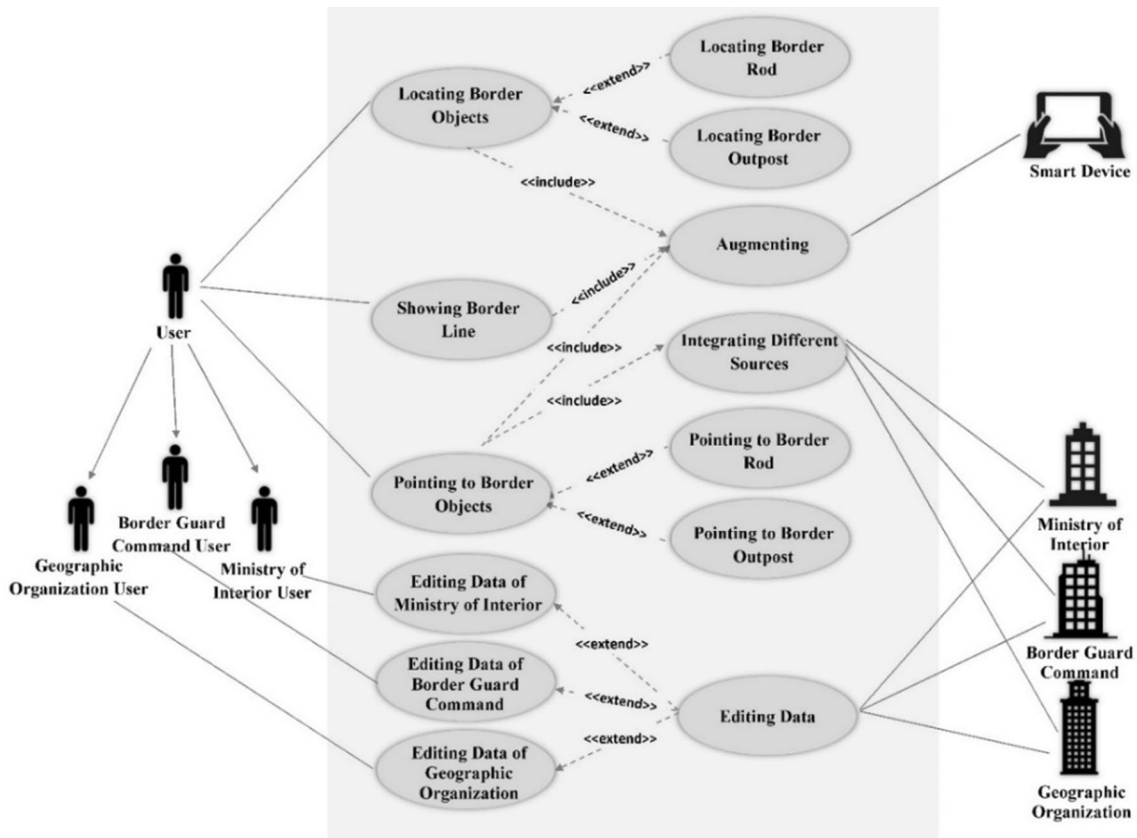 Locating Border
Rod
<<extend>>
Locating Border
Objects
<<extend>>
Locating Border
Outpost
Smart Device
<<include>>
Augmenting
User
Showing Border
Line
<<include>>
<<include>>
Integrating Different
Sources
<<include>>
Pointing to Border
Rod
<<extend>>
Pointing to Border
Objects
<<extend>>
Pointing to Border
Outpost
Border Guard
Command User
Geographic
Organization User
Ministry of
Interior User
Ministry of
Interior
Editing Data of
Ministry of Interior
<<extend>>
Editing Data of
Border Guard
Command
<<extend>>
Editing Data
<<extend>>
Editing Data of
Geographic
Organization
Border Guard
Command
Geographic
Organization